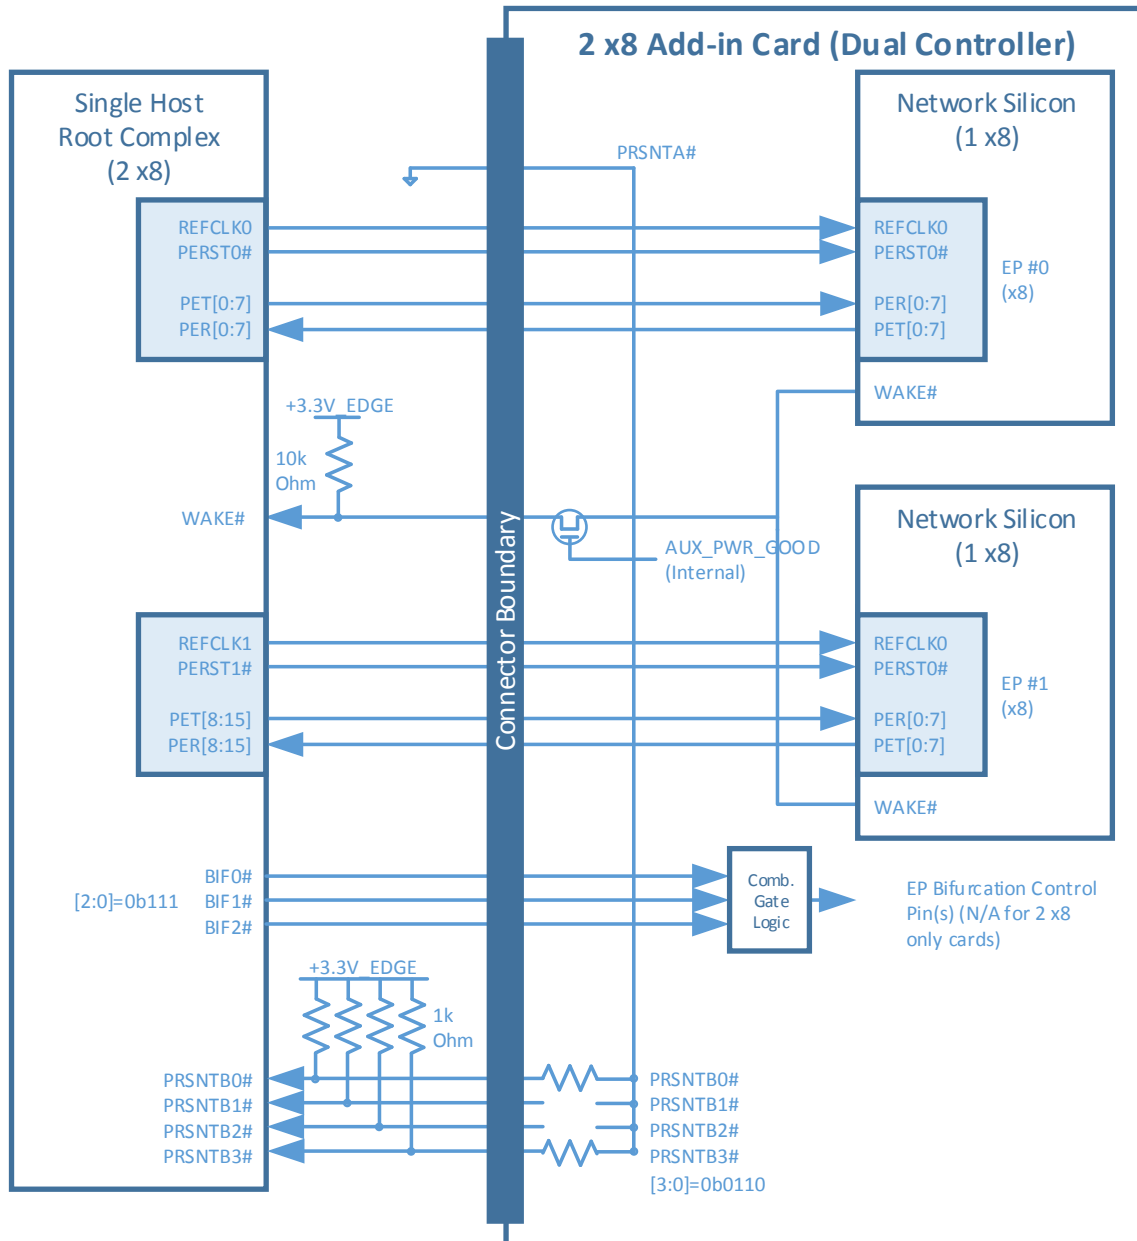 2 x8 Add-in Card (Dual Controller)
Single Host
Root Complex
(2 x8)
Network Silicon
(1 x8)
PRSNTA#
REFCLK0
PERST0#
PET[0:7]
PER[0:7]
REFCLK0
PERST0#
PER[0:7]
PET[0:7]
EP #0
(x8)
WAKE#
+3.3V_EDGE
10k
Ohm
WAKE#
Connector Boundary
AUX_PWR_GOOD
(Internal)
Network Silicon
(1 x8)
REFCLK1
PERST1#
PET[8:15]
PER[8:15]
REFCLK0
PERST0#
PER[0:7]
PET[0:7]
EP #1
(x8)
WAKE#
[2:0]=0b111
BIF0#
BIF1#
BIF2#
Comb.
Gate
Logic
EP Bifurcation Control
Pin(s) (N/A for 2 x8
only cards)
+3.3V_EDGE
1k
Ohm
PRSNTB0#
PRSNTB1#
PRSNTB2#
PRSNTB3#
PRSNTB0#
PRSNTB1#
PRSNTB2#
PRSNTB3#
[3:0]=0b0110